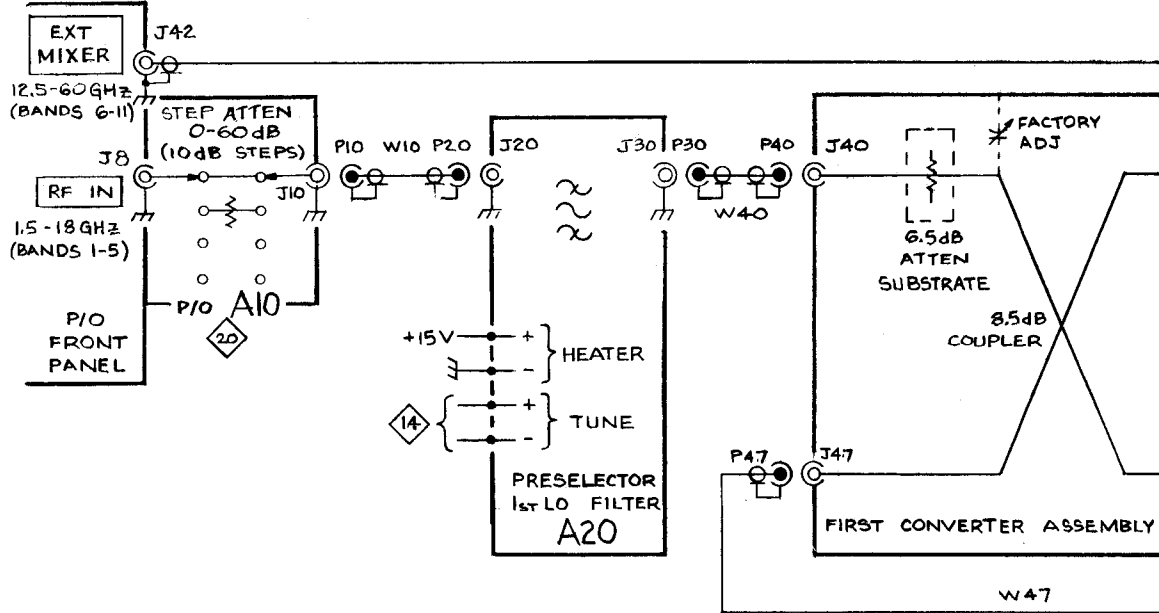 EXT
MIXER
J42
12.5-60GHz
(BANDS 6-11)
STEP ATTEN
0-60dB
(10dB STEPS)
J8
J10
RF IN
1.5-18GHz
(BANDS 1-5)
P/O A10
20
P/O
FRONT
PANEL
P10 W10 P20
J20
J30
P30 P40
W40
J40
FACTORY
ADJ
6.5dB
ATTEN
SUBSTRATE
8.5dB
COUPLER
+15V
+
-
HEATER
14
+
-
TUNE
PRESELECTOR
1ST LO FILTER
A20
P47 J47
FIRST CONVERTER ASSEMBLY
W47